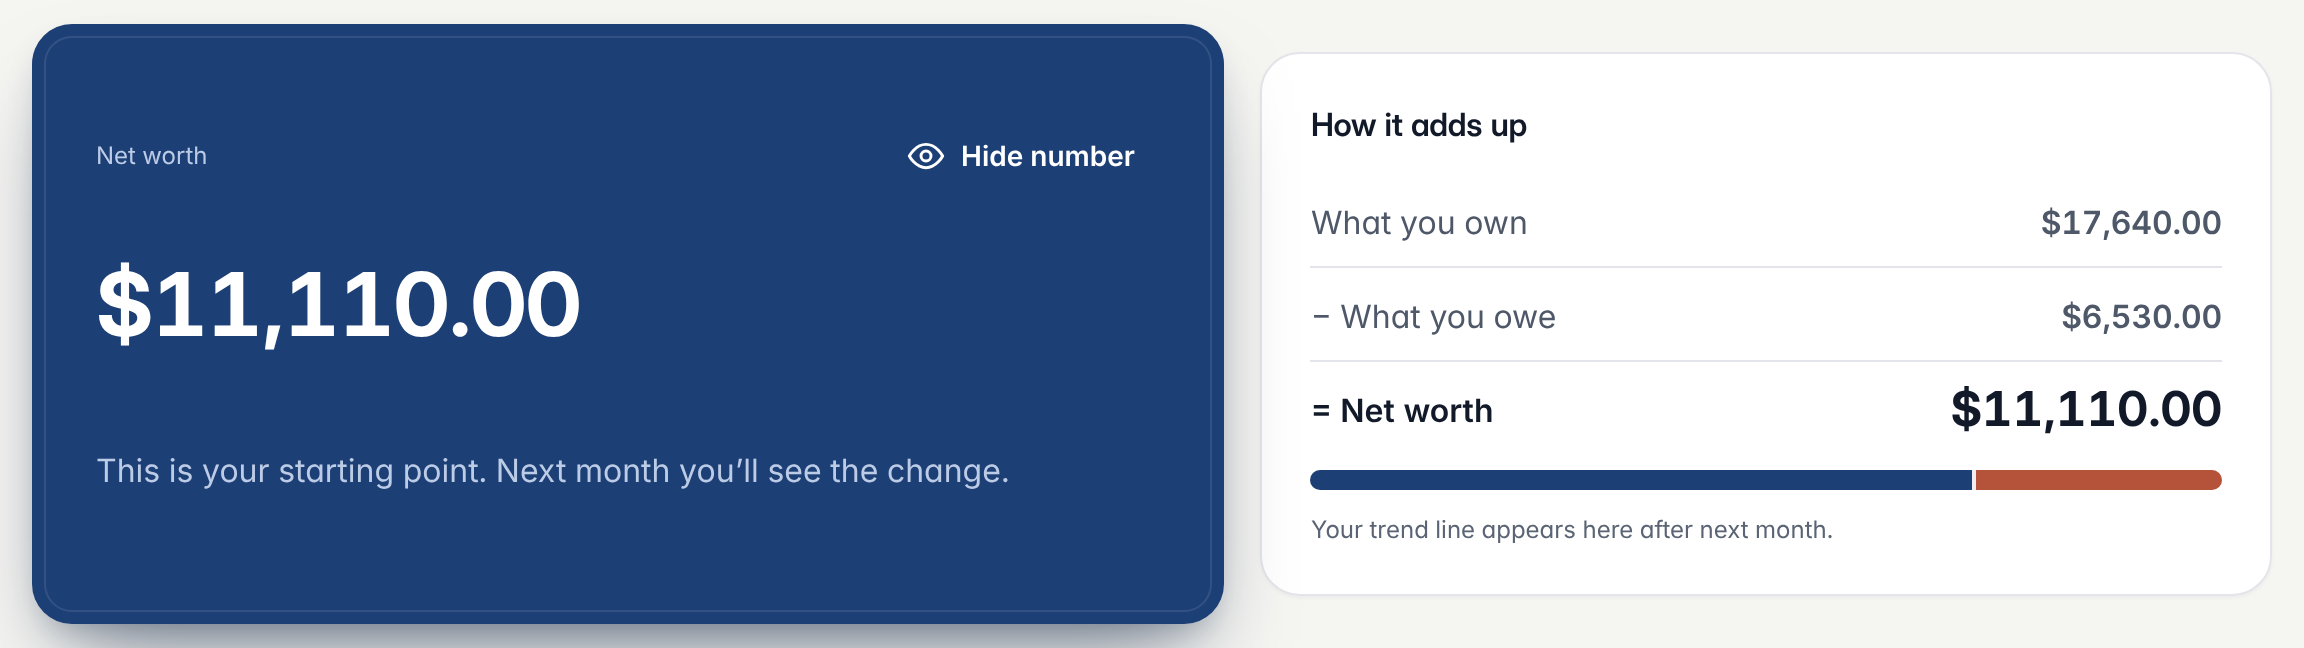 Net worth
Hide number
$11,110.00
This is your starting point. Next month you’ll see the change.
How it adds up
What you own $17,640.00
− What you owe $6,530.00
= Net worth $11,110.00
Your trend line appears here after next month.